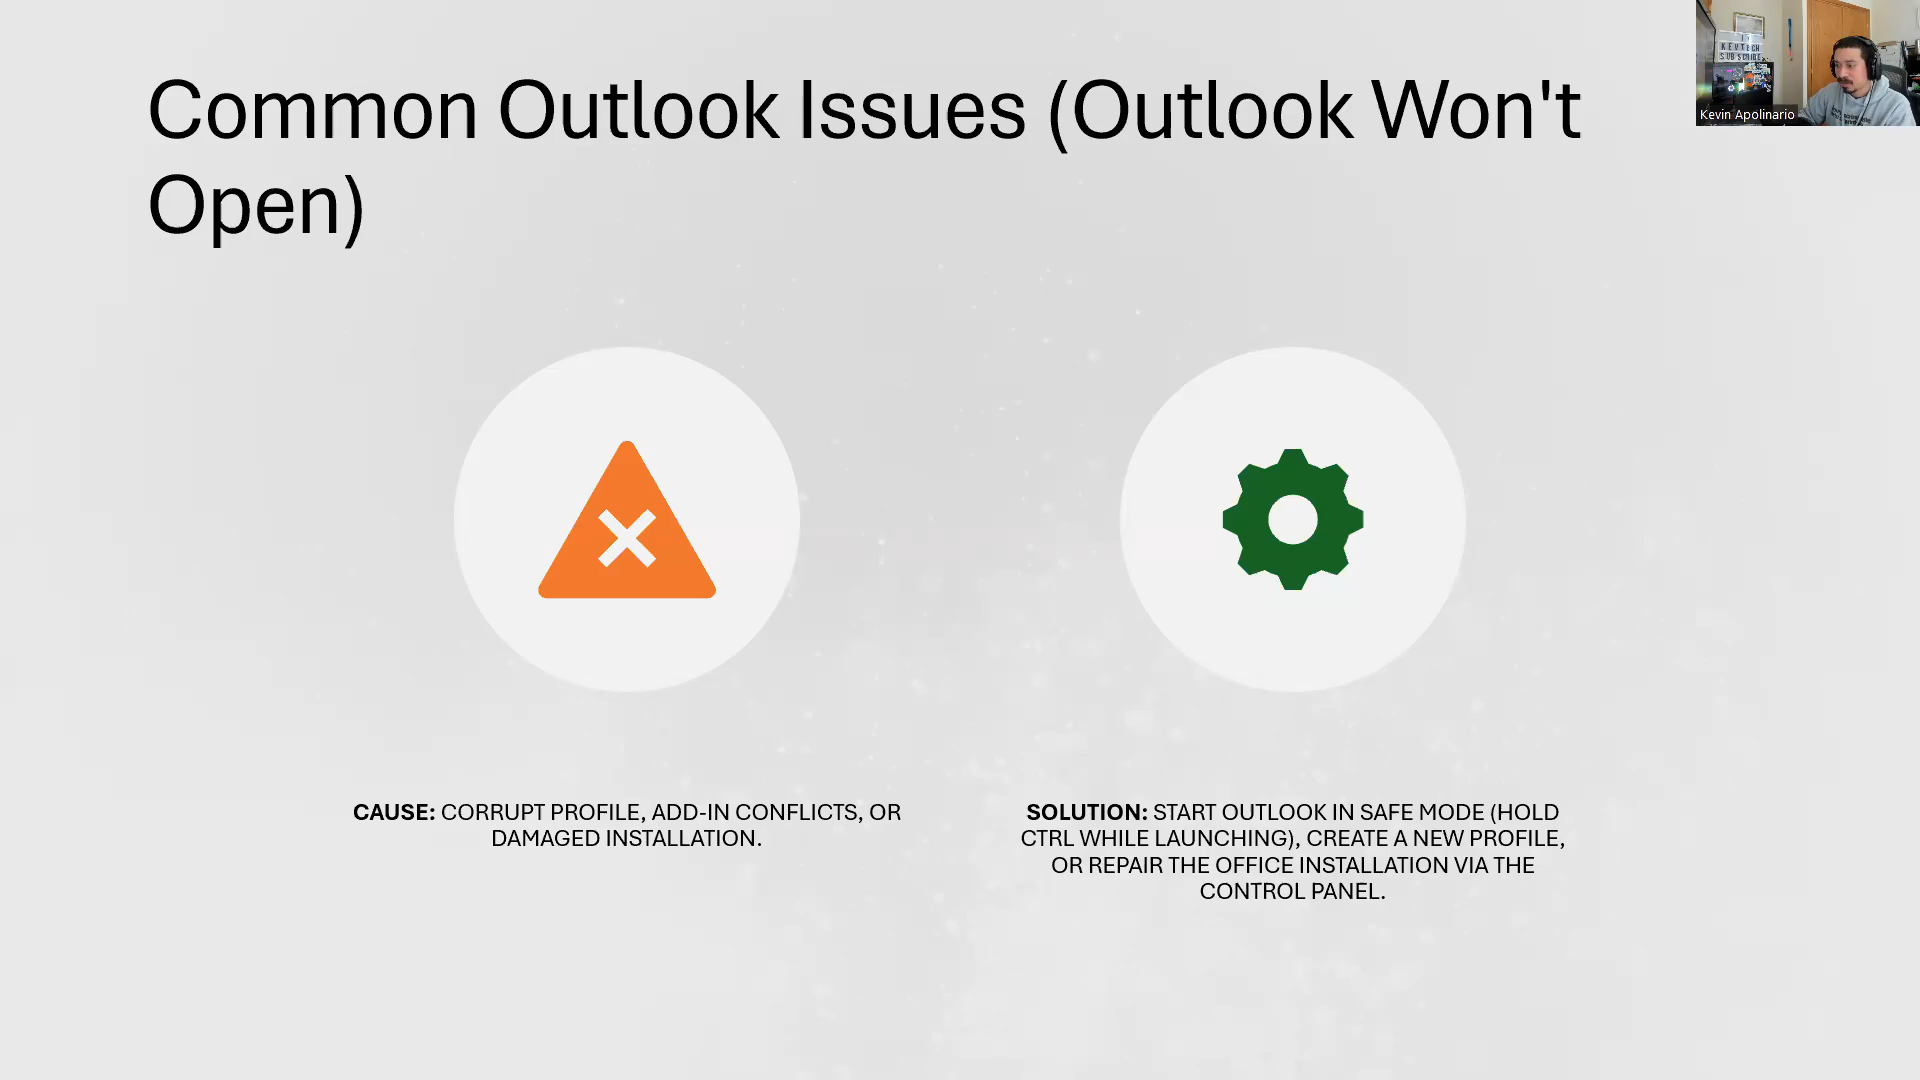 Common Outlook Issues (Outlook Won't
Open)
KEVTECH
SUBSCRIBE
Kevin Apolinario
CAUSE: CORRUPT PROFILE, ADD-IN CONFLICTS, OR
DAMAGED INSTALLATION.
SOLUTION: START OUTLOOK IN SAFE MODE (HOLD
CTRL WHILE LAUNCHING), CREATE A NEW PROFILE,
OR REPAIR THE OFFICE INSTALLATION VIA THE
CONTROL PANEL.